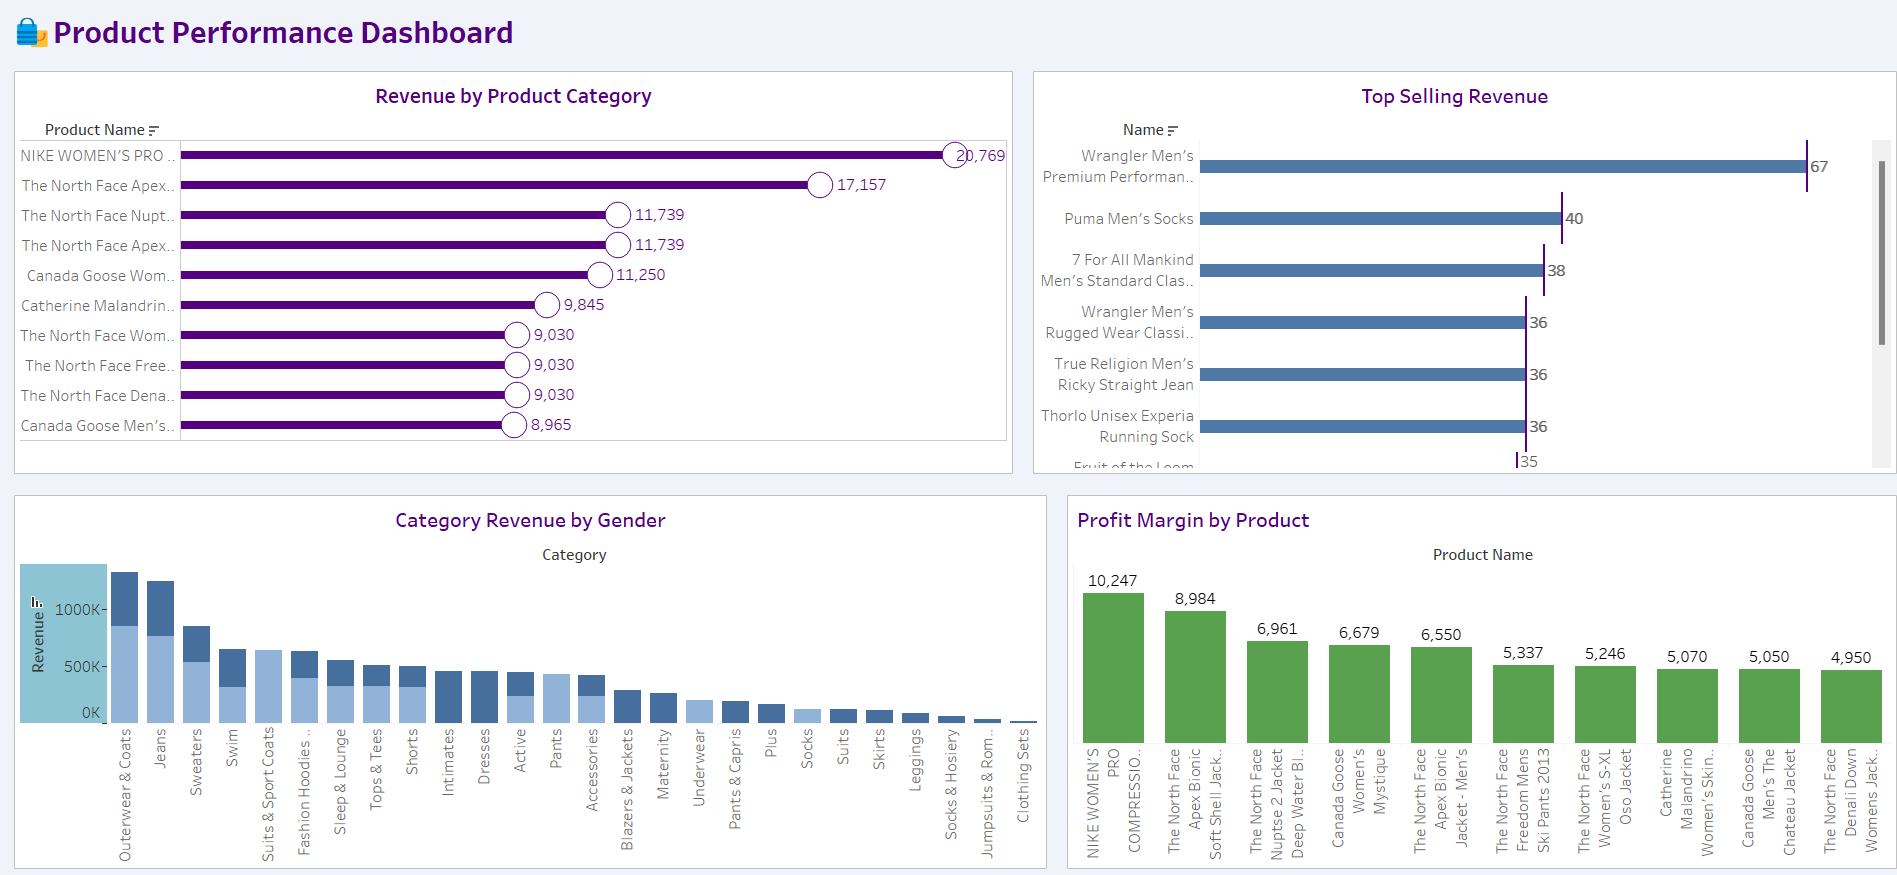 Product Performance Dashboard
Revenue by Product Category
Product Name
NIKE WOMEN'S PRO ..
20,769
The North Face Apex..
17,157
The North Face Nupt..
11,739
The North Face Apex..
11,739
Canada Goose Wom..
11,250
Catherine Malandrin..
9,845
The North Face Wom..
9,030
The North Face Free..
9,030
The North Face Dena..
9,030
Canada Goose Men's..
8,965
Top Selling Revenue
Name
Wrangler Men's
Premium Performan..
67
Puma Men's Socks
40
7 For All Mankind
Men's Standard Clas..
38
Wrangler Men's
Rugged Wear Classi..
36
True Religion Men's
Ricky Straight Jean
36
Thorlo Unisex Experia
Running Sock
36
Fruit of the Loom
35
Category Revenue by Gender
Category
Revenue
1000K
500K
0K
Outerwear & Coats
Jeans
Sweaters
Swim
Suits & Sport Coats
Fashion Hoodies ..
Sleep & Lounge
Tops & Tees
Shorts
Intimates
Dresses
Active
Pants
Accessories
Blazers & Jackets
Maternity
Underwear
Pants & Capris
Plus
Socks
Suits
Skirts
Leggings
Socks & Hosiery
Jumpsuits & Rom..
Clothing Sets
Profit Margin by Product
Product Name
10,247
8,984
6,961
6,679
6,550
5,337
5,246
5,070
5,050
4,950
NIKE WOMEN'S
PRO
COMPRESSIO..
The North Face
Apex Bionic
Soft Shell Jack..
The North Face
Nuptse 2 Jacket
Deep Water Bl..
Canada Goose
Women's
Mystique
The North Face
Apex Bionic
Jacket - Men's
The North Face
Freedom Mens
Ski Pants 2013
The North Face
Women's S-XL
Oso Jacket
Catherine
Malandrino
Women's Skin..
Canada Goose
Men's The
Chateau Jacket
The North Face
Denali Down
Womens Jack..